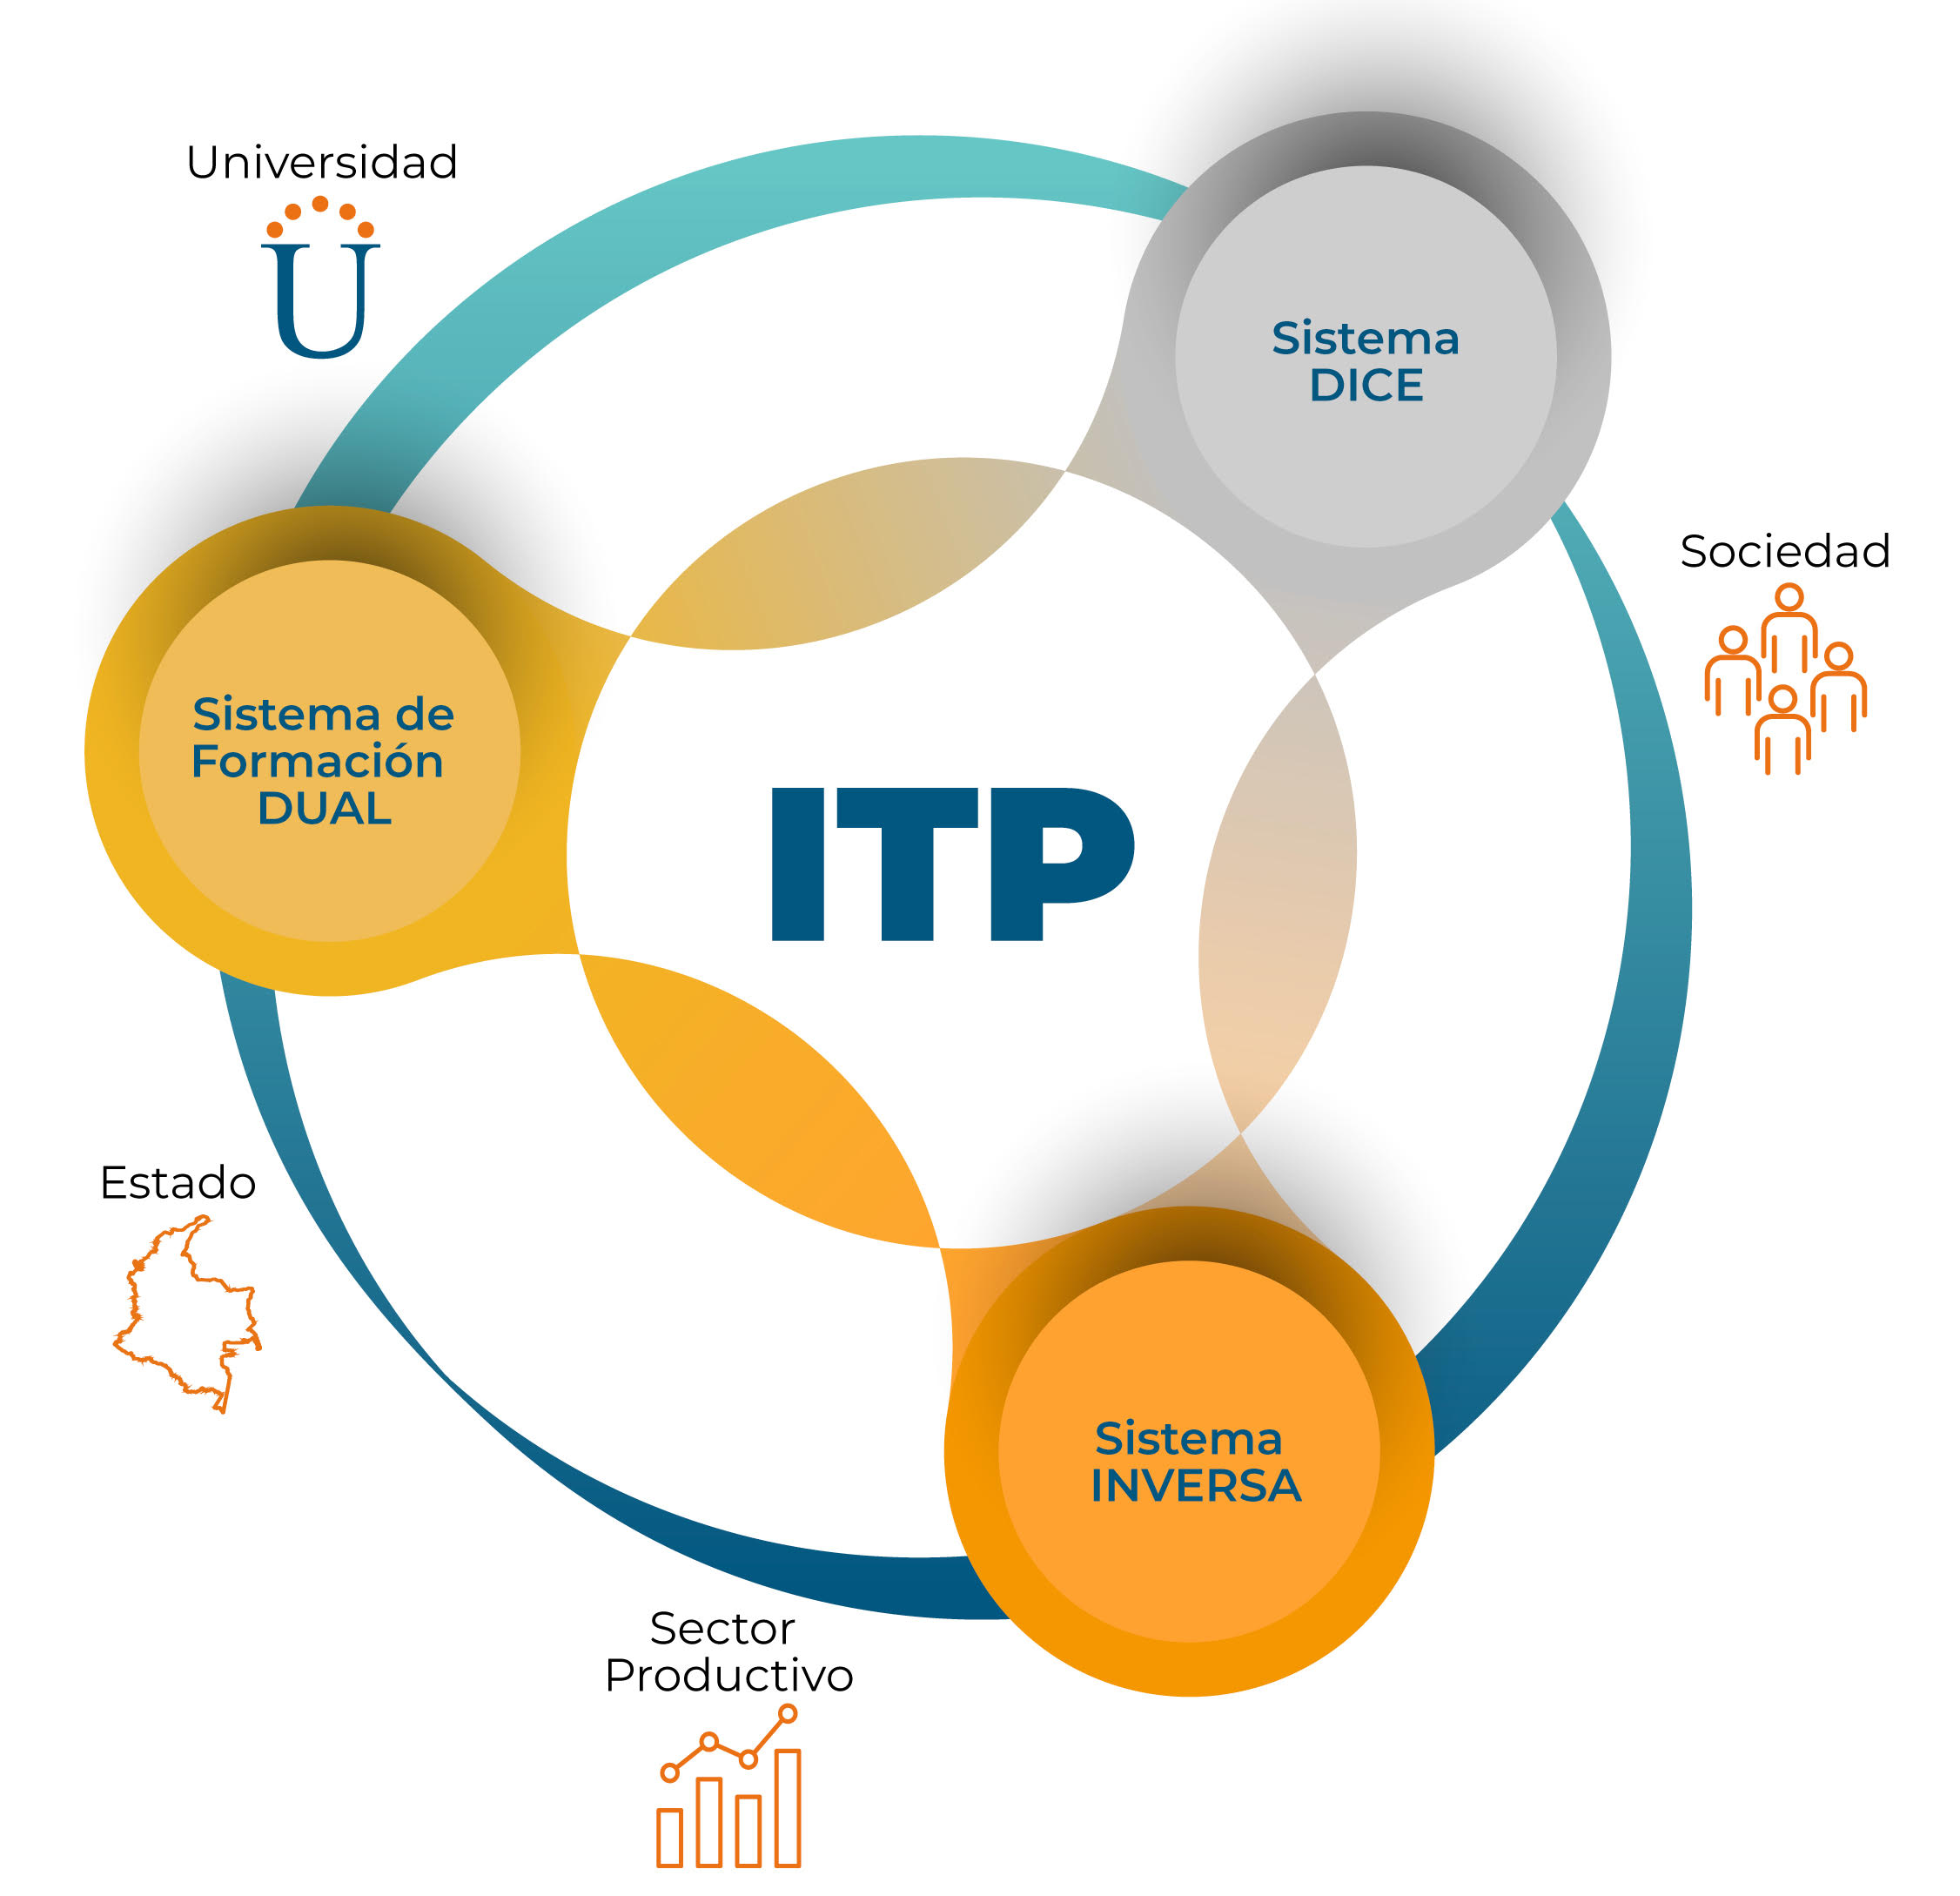 Universidad
U
Sistema
DICE
Sociedad
Sistema de
Formación
DUAL
ITP
Estado
Sistema
INVERSA
Sector
Productivo